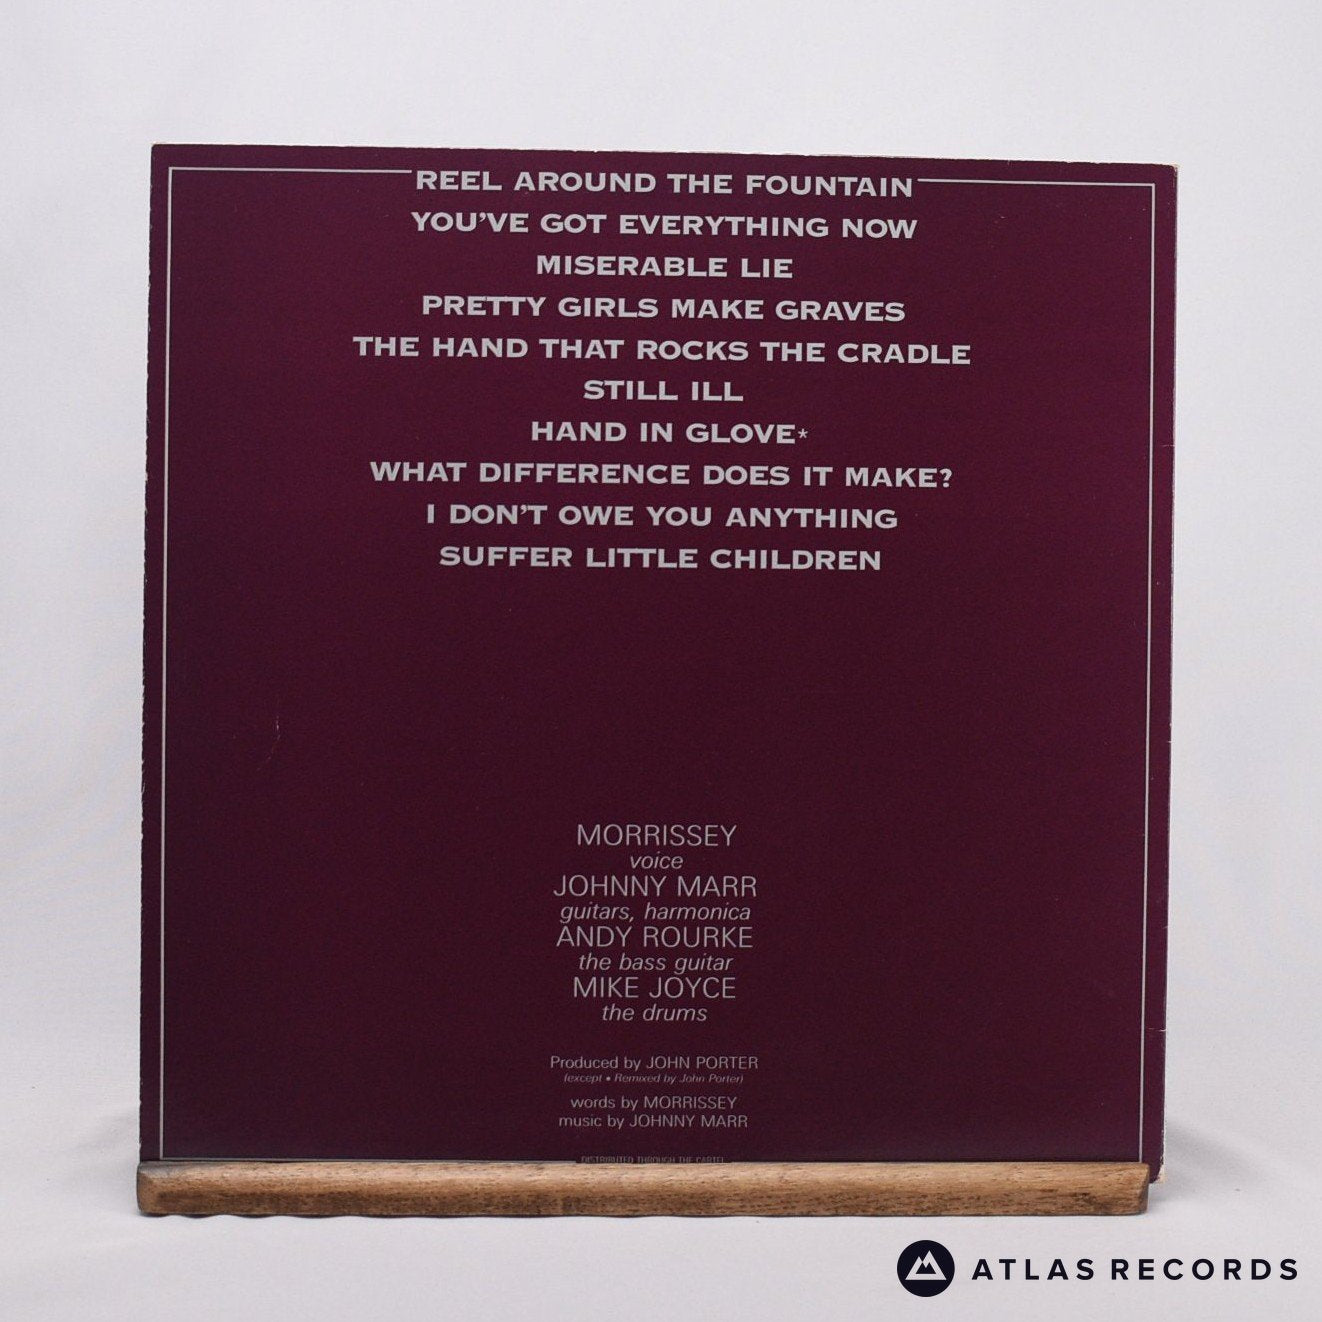 REEL AROUND THE FOUNTAIN
YOU'VE GOT EVERYTHING NOW
MISERABLE LIE
PRETTY GIRLS MAKE GRAVES
THE HAND THAT ROCKS THE CRADLE
STILL ILL
HAND IN GLOVE*
WHAT DIFFERENCE DOES IT MAKE?
I DON'T OWE YOU ANYTHING
SUFFER LITTLE CHILDREN
MORRISSEY
voice
JOHNNY MARR
guitars, harmonica
ANDY ROURKE
the bass guitar
MIKE JOYCE
the drums
Produced by JOHN PORTER
(except • Remixed by John Porter)
words by MORRISSEY
music by JOHNNY MARR
DISTRIBUTED THROUGH THE CARTEL
ATLAS RECORDS